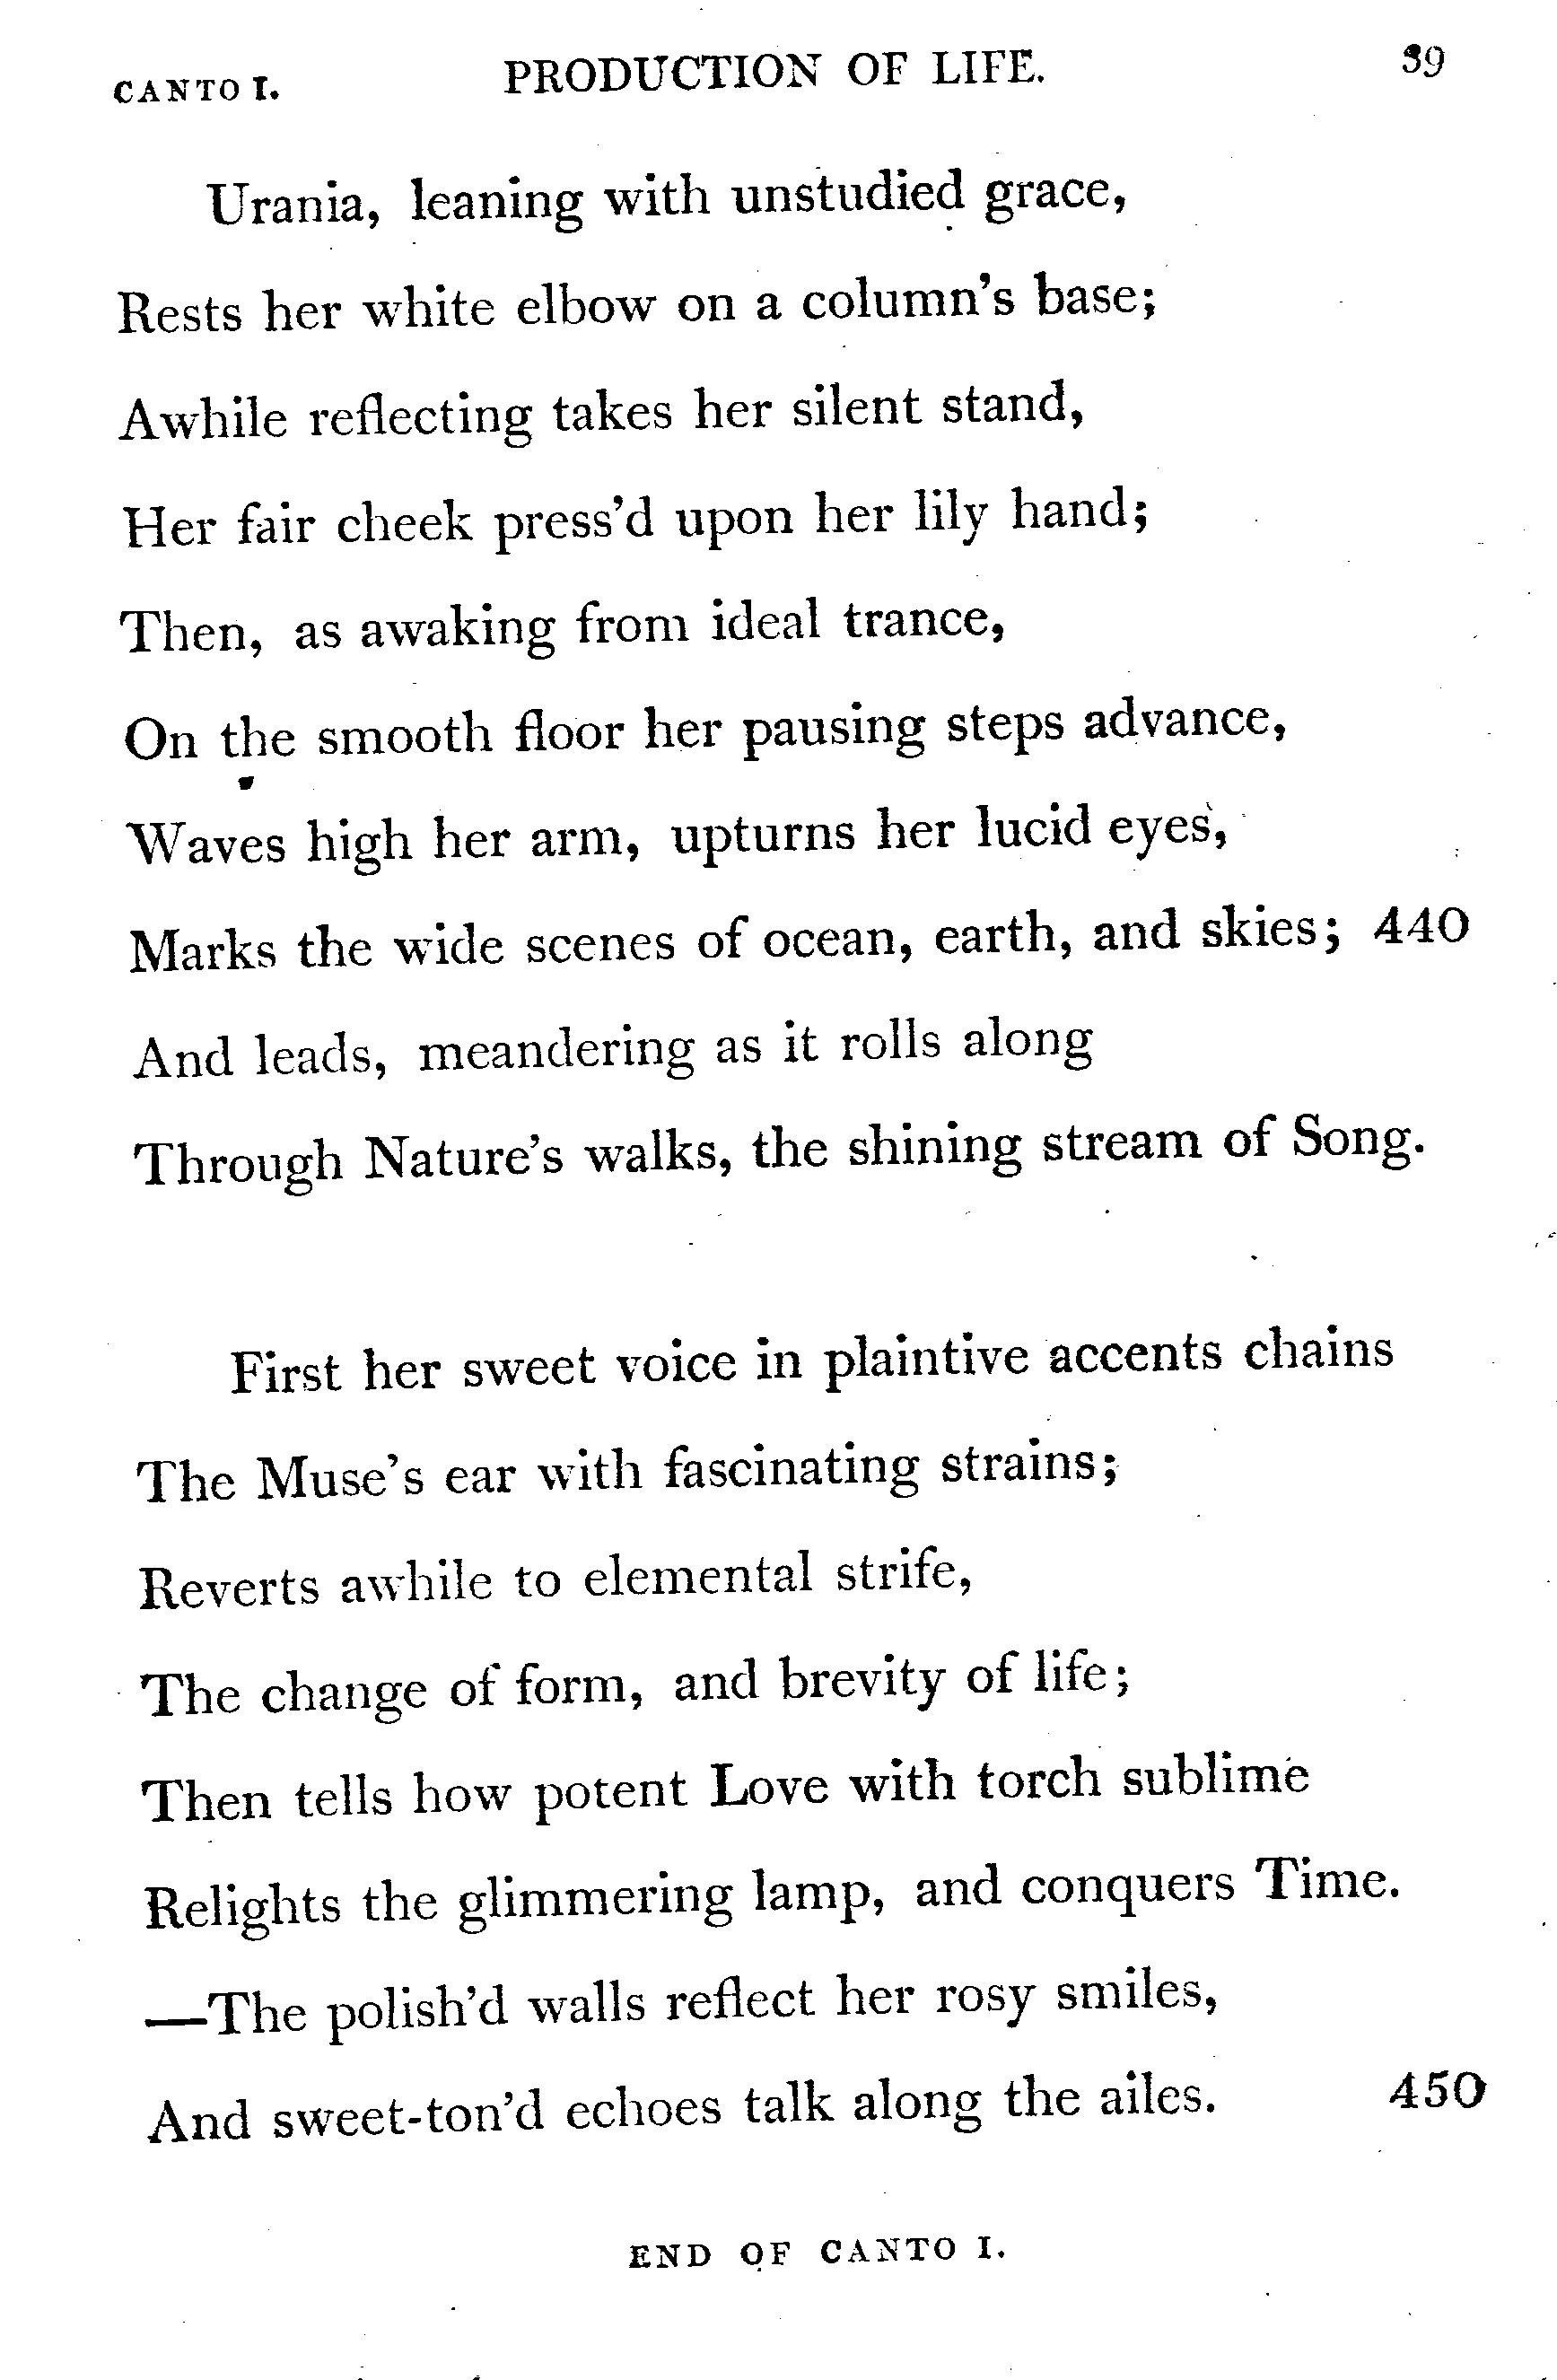 CANTO I. PRODUCTION OF LIFE. 39
Urania, leaning with unstudied grace,
Rests her white elbow on a column's base;
Awhile reflecting takes her silent stand,
Her fair cheek press'd upon her lily hand;
Then, as awaking from ideal trance,
On the smooth floor her pausing steps advance,
Waves high her arm, upturns her lucid eyes,
Marks the wide scenes of ocean, earth, and skies; 440
And leads, meandering as it rolls along
Through Nature's walks, the shining stream of Song.
First her sweet voice in plaintive accents chains
The Muse's ear with fascinating strains;
Reverts awhile to elemental strife,
The change of form, and brevity of life;
Then tells how potent Love with torch sublime
Relights the glimmering lamp, and conquers Time.
—The polish'd walls reflect her rosy smiles,
And sweet-ton'd echoes talk along the ailes. 450
END OF CANTO I.